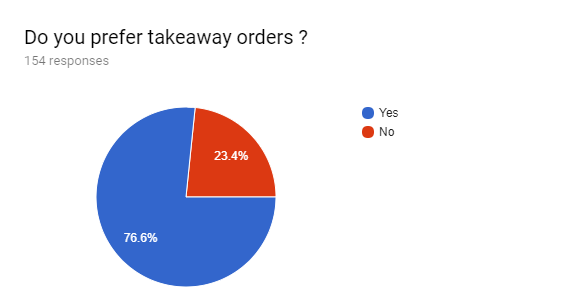 Do you prefer takeaway orders ?
154 responses
Yes
No
23.4%
76.6%